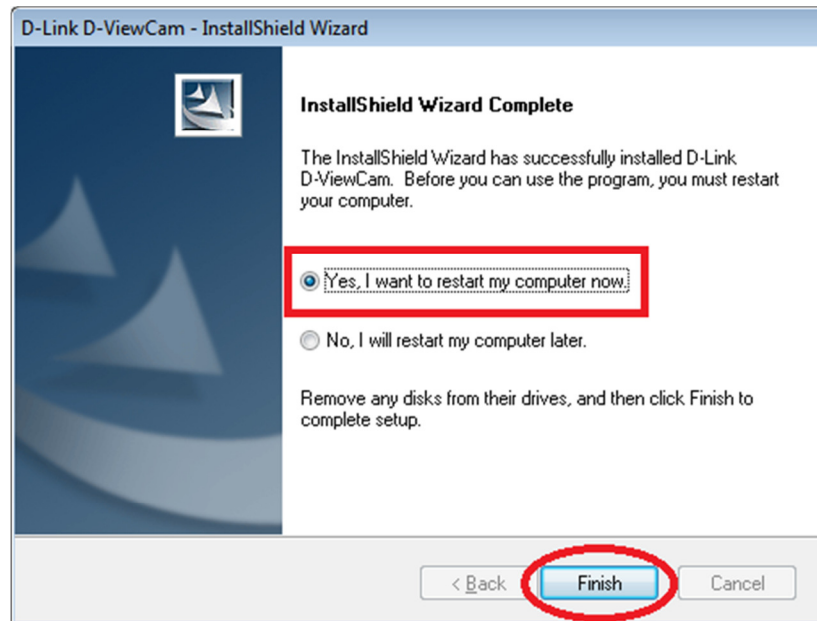 D-Link D-ViewCam - InstallShield Wizard
InstallShield Wizard Complete
The InstallShield Wizard has successfully installed D-Link
D-ViewCam. Before you can use the program, you must restart
your computer.
Yes, I want to restart my computer now.
No, I will restart my computer later.
Remove any disks from their drives, and then click Finish to
complete setup.
< Back Finish Cancel